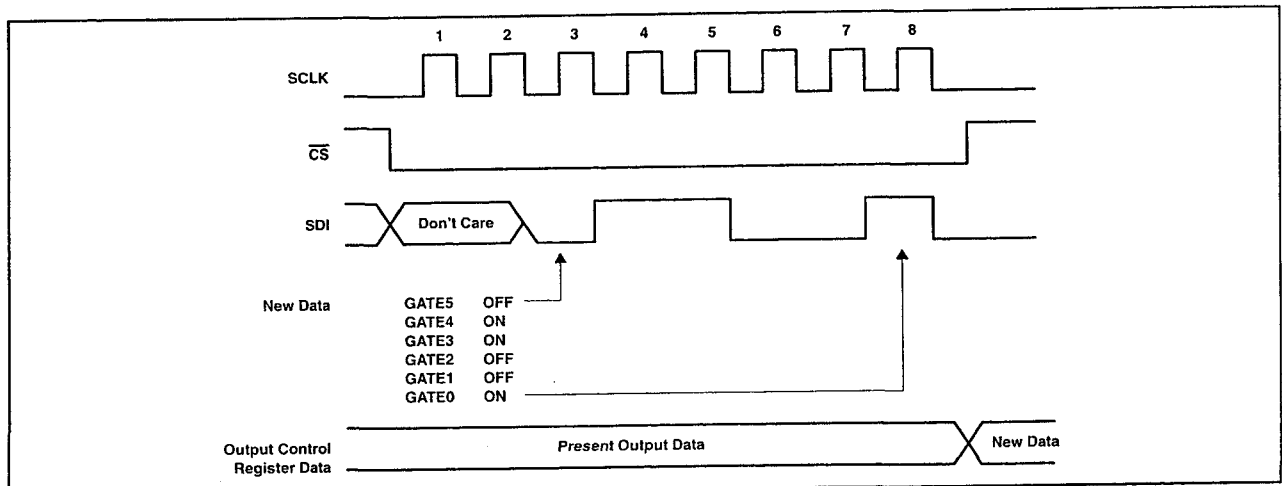 1 2 3 4 5 6 7 8
SCLK
CS
SDI
Don't Care
New Data
GATE5 OFF
GATE4 ON
GATE3 ON
GATE2 OFF
GATE1 OFF
GATE0 ON
Output Control
Register Data
Present Output Data
New Data